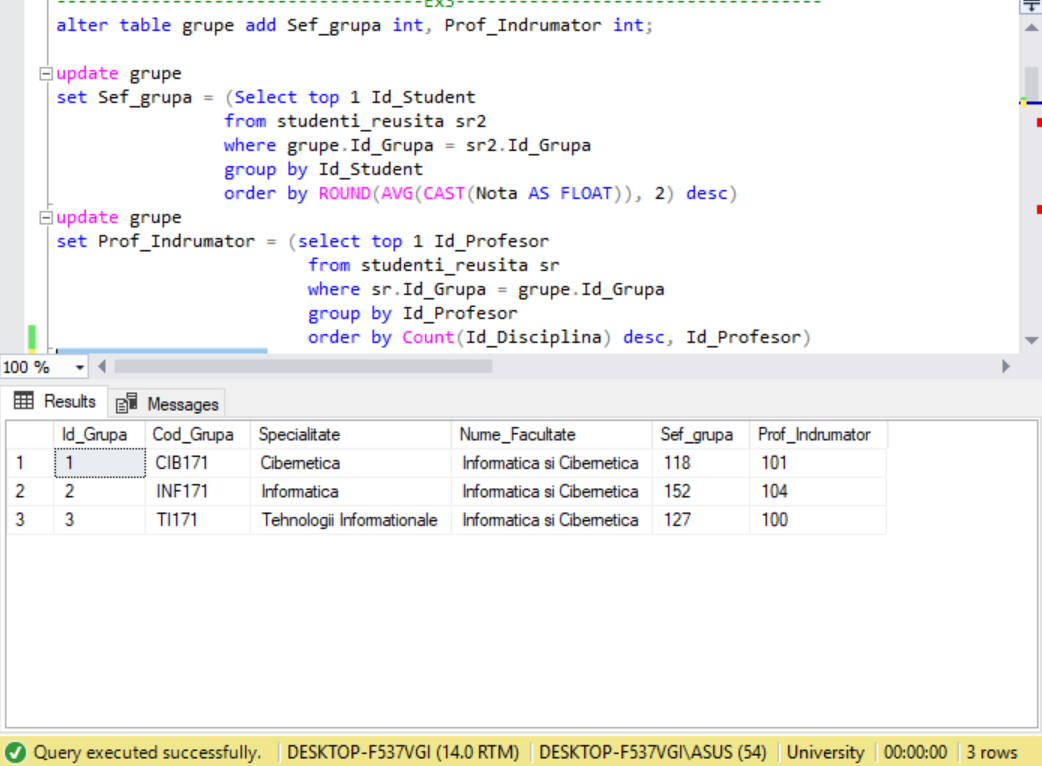 Ex3
alter table grupe add Sef_grupa int, Prof_Indrumator int;
update grupe
set Sef_grupa = (Select top 1 Id_Student
from studenti_reusita sr2
where grupe.Id_Grupa = sr2.Id_Grupa
group by Id_Student
order by ROUND(AVG(CAST(Nota AS FLOAT)), 2) desc)
update grupe
set Prof_Indrumator = (select top 1 Id_Profesor
from studenti_reusita sr
where sr.Id_Grupa = grupe.Id_Grupa
group by Id_Profesor
order by Count(Id_Disciplina) desc, Id_Profesor)
100 %
Results Messages
Id_Grupa Cod_Grupa Specialitate Nume_Facultate Sef_grupa Prof_Indrumator
1 1 CIB171 Cibernetica Informatica si Cibernetica 118 101
2 2 INF171 Informatica Informatica si Cibernetica 152 104
3 3 TI171 Tehnologii Informationale Informatica si Cibernetica 127 100
Query executed successfully. DESKTOP-F537VGI (14.0 RTM) DESKTOP-F537VGI\ASUS (54) University 00:00:00 3 rows